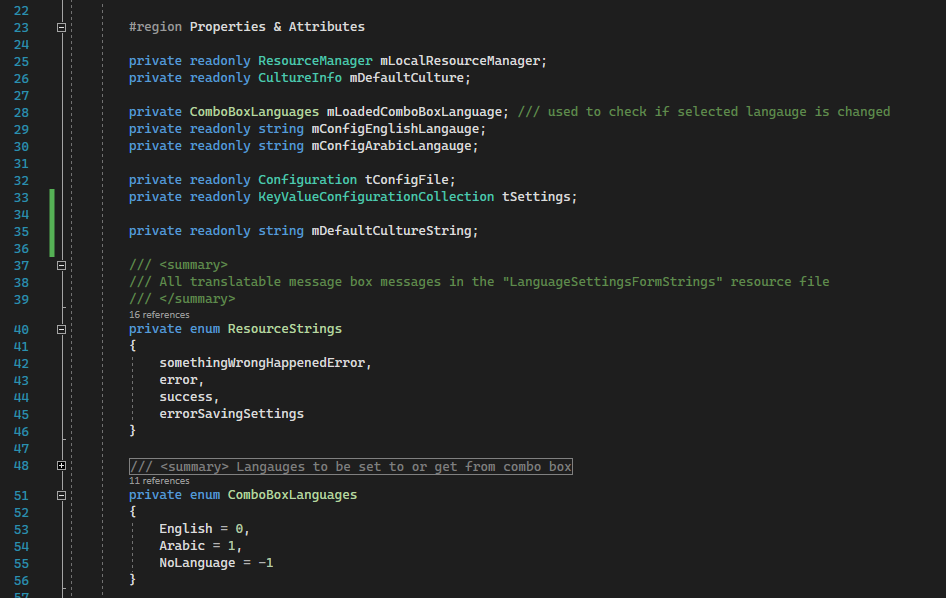 22
23 #region Properties & Attributes
24
25 private readonly ResourceManager mLocalResourceManager;
26 private readonly CultureInfo mDefaultCulture;
27
28 private ComboBoxLanguages mLoadedComboBoxLanguage; /// used to check if selected langauge is changed
29 private readonly string mConfigEnglishLangauge;
30 private readonly string mConfigArabicLangauge;
31
32 private readonly Configuration tConfigFile;
33 private readonly KeyValueConfigurationCollection tSettings;
34
35 private readonly string mDefaultCultureString;
36
37 /// <summary>
38 /// All translatable message box messages in the "LanguageSettingsFormStrings" resource file
39 /// </summary>
16 references
40 private enum ResourceStrings
41 {
42 somethingWrongHappenedError,
43 error,
44 success,
45 errorSavingSettings
46 }
47
48 /// <summary> Langauges to be set to or get from combo box
11 references
51 private enum ComboBoxLanguages
52 {
53 English = 0,
54 Arabic = 1,
55 NoLanguage = -1
56 }
57